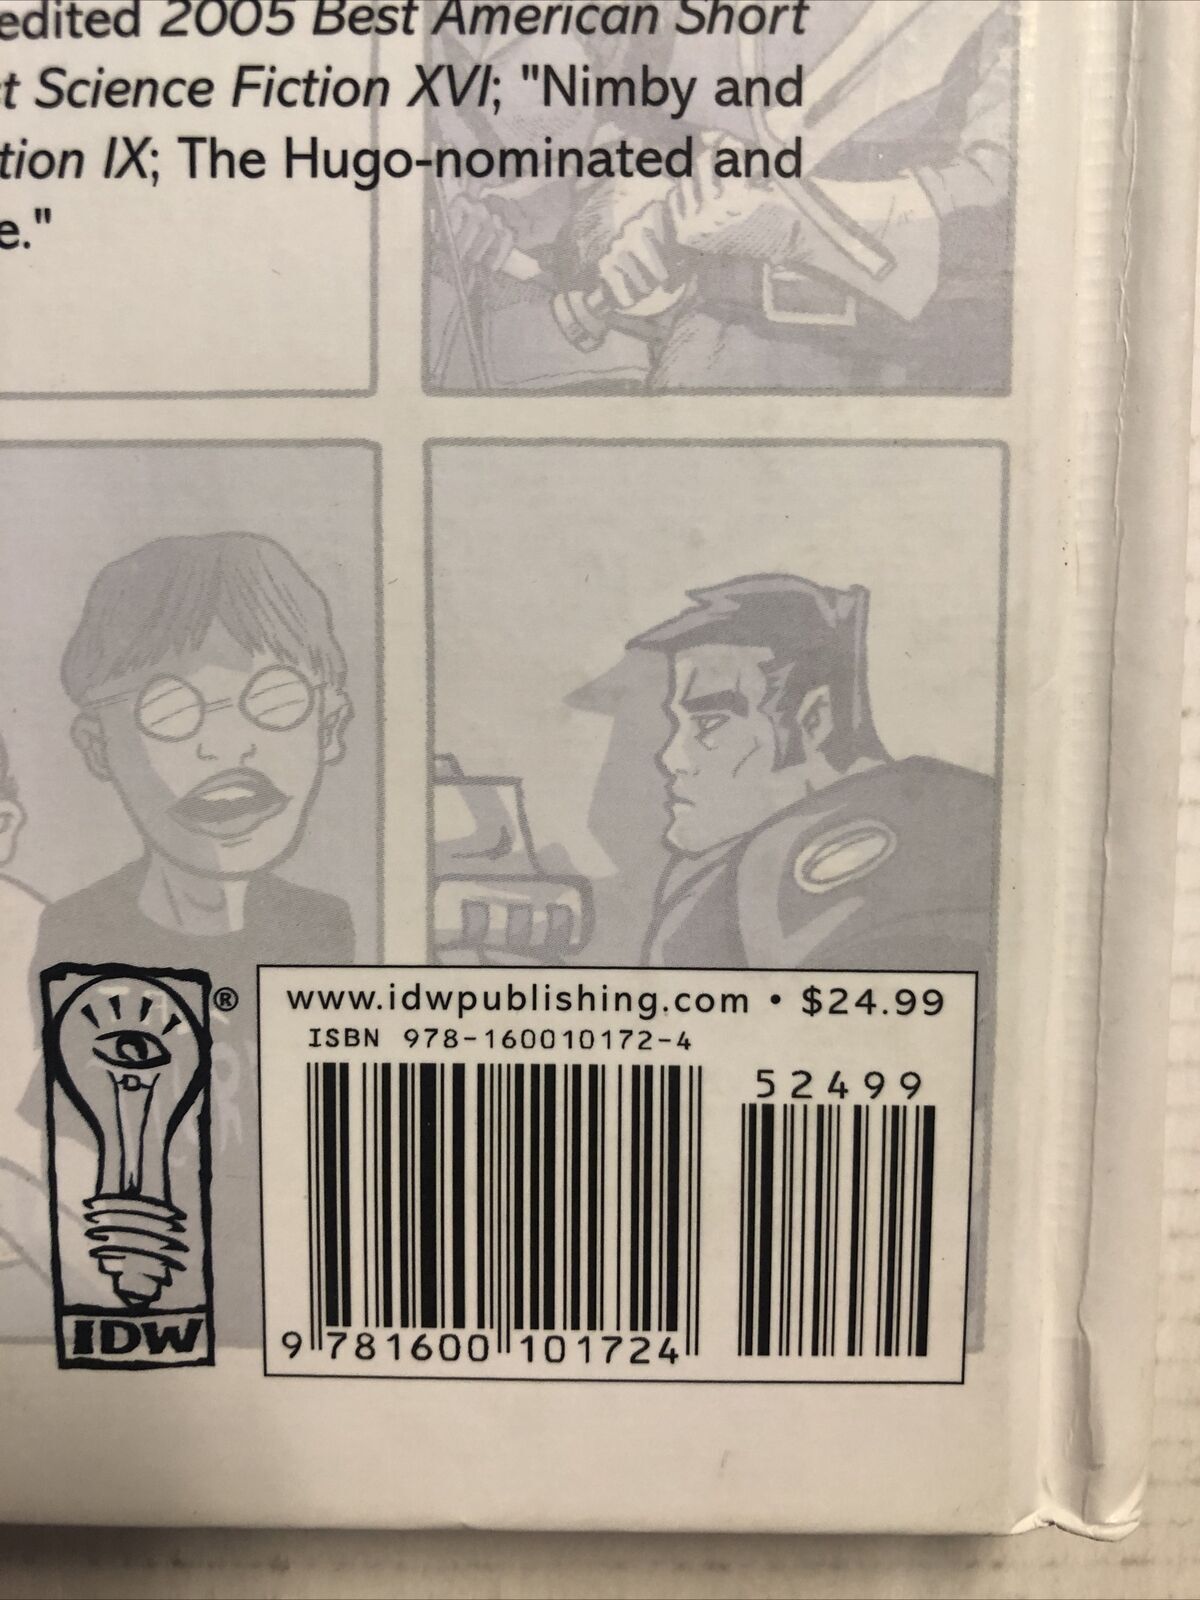 edited 2005 Best American Short
t Science Fiction XVI; "Nimby and
tion IX; The Hugo-nominated and
e."
®
www.idwpublishing.com • $24.99
ISBN 978-160010172-4
52499
9 781600 101724
IDW